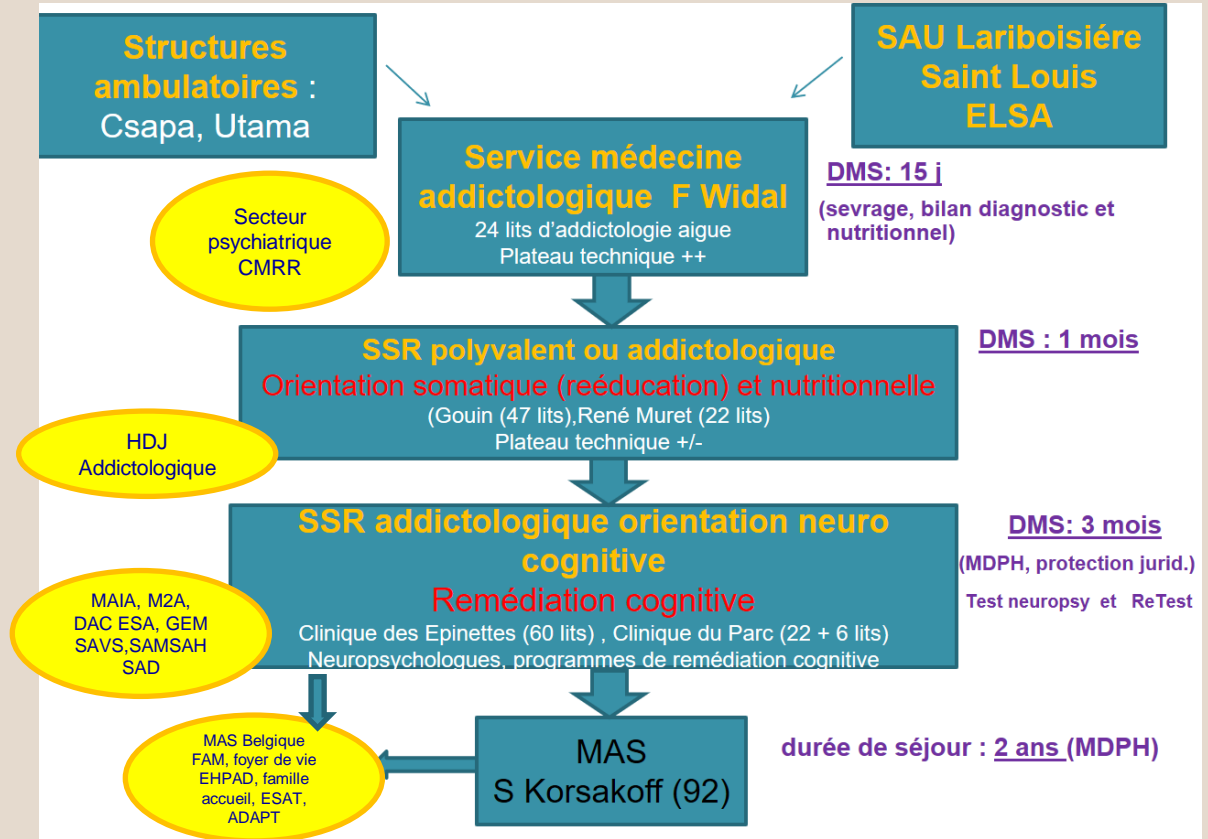 Structures
ambulatoires :
Csapa, Utama
SAU Lariboisiére
Saint Louis
ELSA
Service médecine
addictologique F Widal
24 lits d'addictologie aigue
Plateau technique ++
DMS: 15 j
(sevrage, bilan diagnostic et
nutritionnel)
Secteur
psychiatrique
CMRR
SSR polyvalent ou addictologique
Orientation somatique (reéducation) et nutritionnelle
(Gouin (47 lits),René Muret (22 lits)
Plateau technique +/-
DMS : 1 mois
HDJ
Addictologique
SSR addictologique orientation neuro
cognitive
Remédiation cognitive
Clinique des Epinettes (60 lits) , Clinique du Parc (22 + 6 lits)
Neuropsychologues, programmes de remédiation cognitive
DMS: 3 mois
(MDPH, protection jurid.)
Test neuropsy et ReTest
MAIA, M2A,
DAC ESA, GEM
SAVS,SAMSAH
SAD
MAS Belgique
FAM, foyer de vie
EHPAD, famille
accueil, ESAT,
ADAPT
MAS
S Korsakoff (92)
durée de séjour : 2 ans (MDPH)